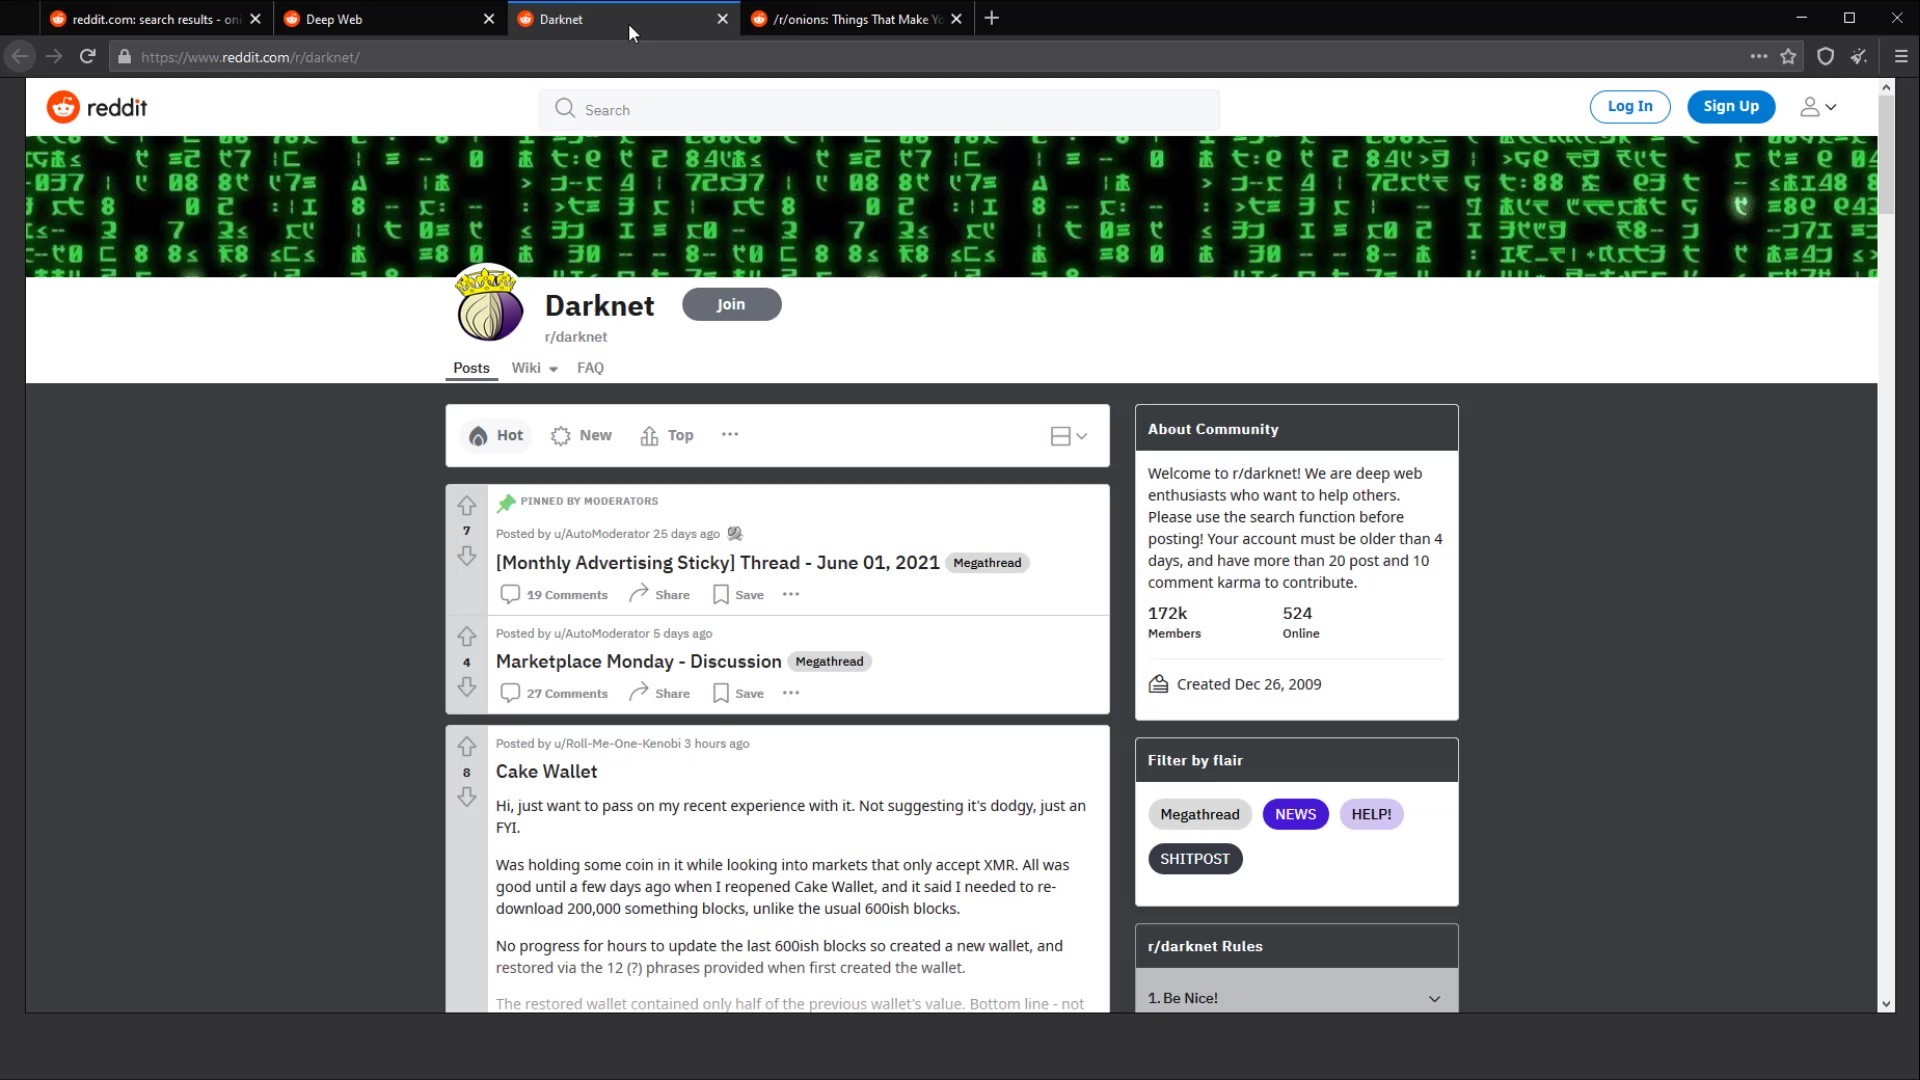 reddit.com: search results - oni
Deep Web
Darknet
/r/onions: Things That Make Yo
https://www.reddit.com/r/darknet/
reddit
Search
Log In
Sign Up
Darknet
Join
r/darknet
Posts
Wiki
FAQ
Hot
New
Top
PINNED BY MODERATORS
7
Posted by u/AutoModerator 25 days ago
[Monthly Advertising Sticky] Thread - June 01, 2021 Megathread
19 Comments Share Save
4
Posted by u/AutoModerator 5 days ago
Marketplace Monday - Discussion Megathread
27 Comments Share Save
8
Posted by u/Roll-Me-One-Kenobi 3 hours ago
Cake Wallet
Hi, just want to pass on my recent experience with it. Not suggesting it's dodgy, just an
FYI.
Was holding some coin in it while looking into markets that only accept XMR. All was
good until a few days ago when I reopened Cake Wallet, and it said I needed to re-
download 200,000 something blocks, unlike the usual 600ish blocks.
No progress for hours to update the last 600ish blocks so created a new wallet, and
restored via the 12 (?) phrases provided when first created the wallet.
The restored wallet contained only half of the previous wallet's value. Bottom line - not
About Community
Welcome to r/darknet! We are deep web
enthusiasts who want to help others.
Please use the search function before
posting! Your account must be older than 4
days, and have more than 20 post and 10
comment karma to contribute.
172k 524
Members Online
Created Dec 26, 2009
Filter by flair
Megathread NEWS HELP!
SHITPOST
r/darknet Rules
1. Be Nice!